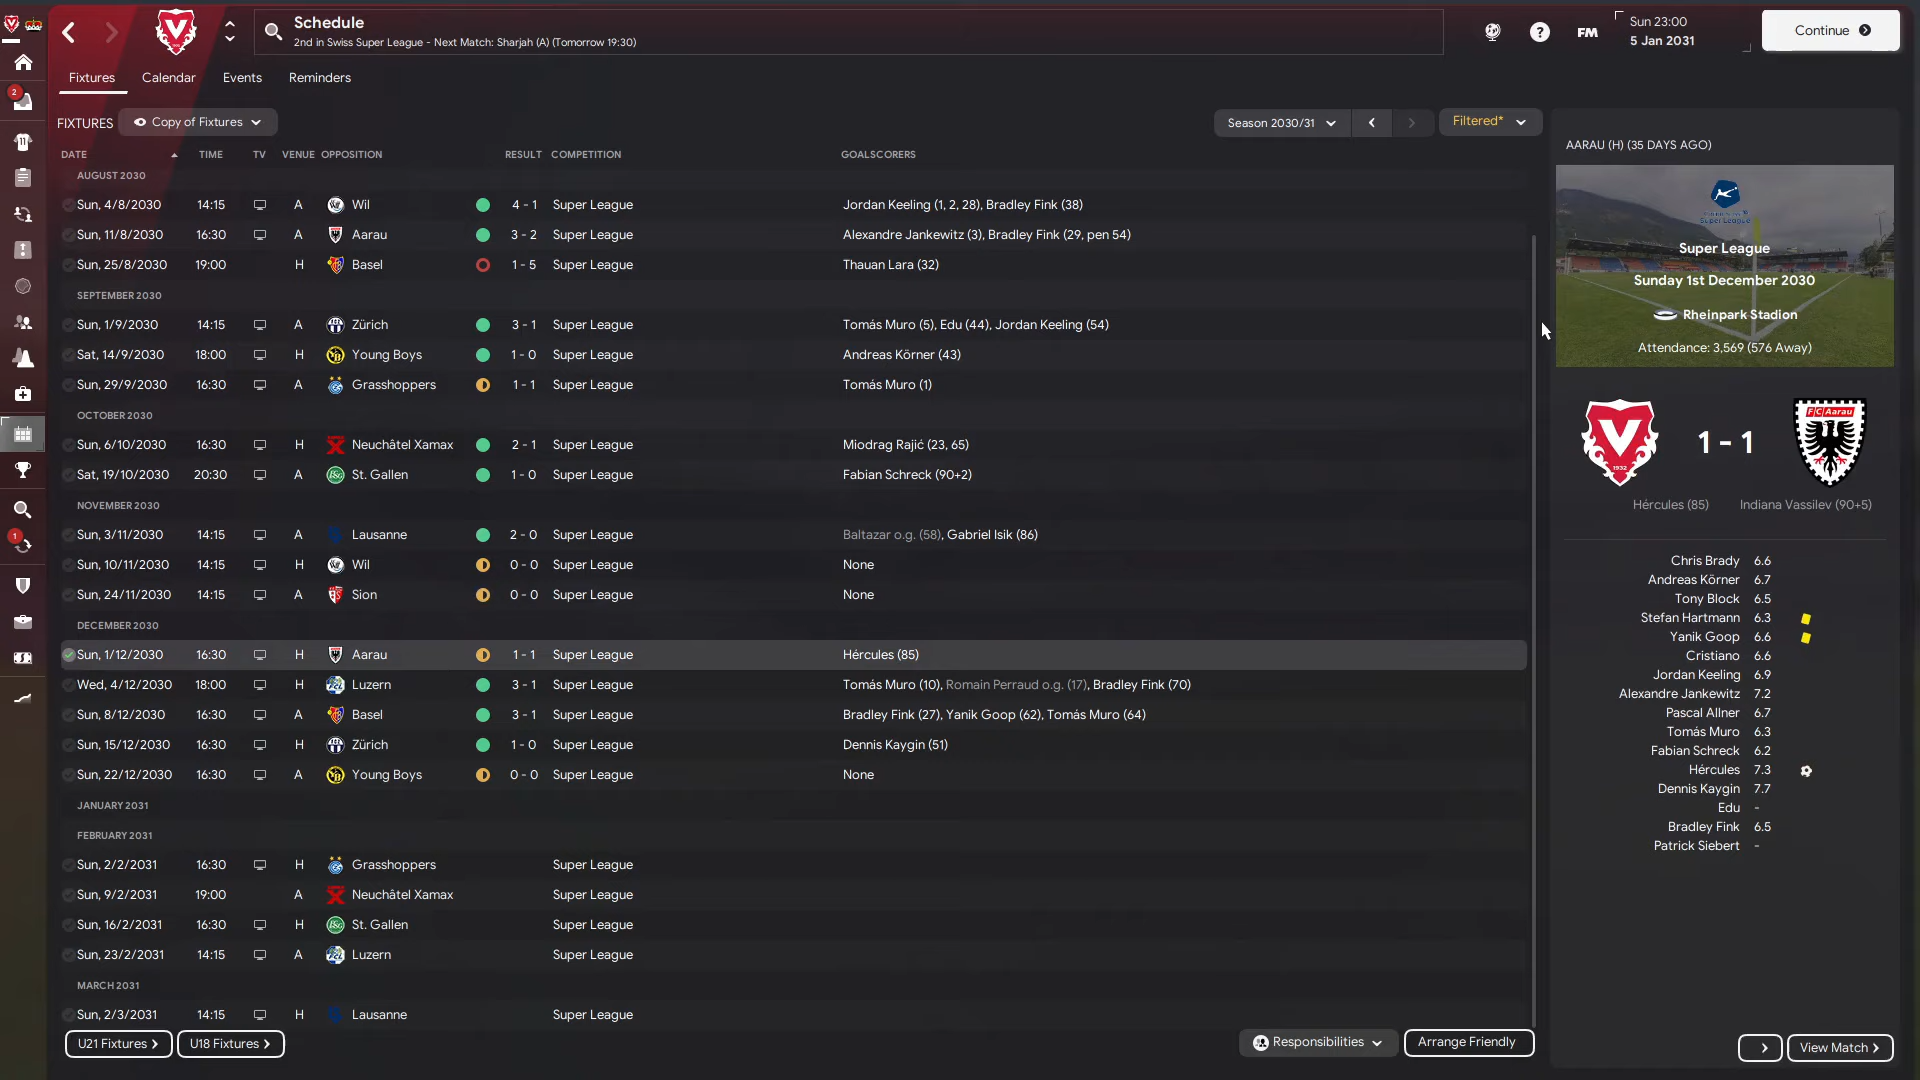 Schedule
2nd in Swiss Super League - Next Match: Sharjah (A) (Tomorrow 19:30)
FM
Sun 23:00
5 Jan 2031
Continue
Fixtures Calendar Events Reminders
2
FIXTURES Copy of Fixtures Season 2030/31 Filtered*
DATE TIME TV VENUE OPPOSITION RESULT COMPETITION GOALSCORERS
AUGUST 2030
Sun, 4/8/2030 14:15 A Wil 4 - 1 Super League Jordan Keeling (1, 2, 28), Bradley Fink (38)
Sun, 11/8/2030 16:30 A Aarau 3 - 2 Super League Alexandre Jankewitz (3), Bradley Fink (29, pen 54)
Sun, 25/8/2030 19:00 H Basel 1 - 5 Super League Thauan Lara (32)
SEPTEMBER 2030
Sun, 1/9/2030 14:15 A Zürich 3 - 1 Super League Tomás Muro (5), Edu (44), Jordan Keeling (54)
Sat, 14/9/2030 18:00 H Young Boys 1 - 0 Super League Andreas Körner (43)
Sun, 29/9/2030 16:30 A Grasshoppers 1 - 1 Super League Tomás Muro (1)
OCTOBER 2030
Sun, 6/10/2030 16:30 H Neuchâtel Xamax 2 - 1 Super League Miodrag Rajić (23, 65)
Sat, 19/10/2030 20:30 A St. Gallen 1 - 0 Super League Fabian Schreck (90+2)
NOVEMBER 2030
Sun, 3/11/2030 14:15 A Lausanne 2 - 0 Super League Baltazar o.g. (58), Gabriel Isik (86)
Sun, 10/11/2030 14:15 H Wil 0 - 0 Super League None
Sun, 24/11/2030 14:15 A Sion 0 - 0 Super League None
DECEMBER 2030
Sun, 1/12/2030 16:30 H Aarau 1 - 1 Super League Hércules (85)
Wed, 4/12/2030 18:00 H Luzern 3 - 1 Super League Tomás Muro (10), Romain Perraud o.g. (17), Bradley Fink (70)
Sun, 8/12/2030 16:30 A Basel 3 - 1 Super League Bradley Fink (27), Yanik Goop (62), Tomás Muro (64)
Sun, 15/12/2030 16:30 H Zürich 1 - 0 Super League Dennis Kaygin (51)
Sun, 22/12/2030 16:30 A Young Boys 0 - 0 Super League None
JANUARY 2031
FEBRUARY 2031
Sun, 2/2/2031 16:30 H Grasshoppers Super League
Sun, 9/2/2031 19:00 A Neuchâtel Xamax Super League
Sun, 16/2/2031 16:30 H St. Gallen Super League
Sun, 23/2/2031 14:15 A Luzern Super League
MARCH 2031
Sun, 2/3/2031 14:15 H Lausanne Super League
1
U21 Fixtures U18 Fixtures Responsibilities Arrange Friendly
AARAU (H) (35 DAYS AGO)
Super League
Sunday 1st December 2030
Rheinpark Stadion
Attendance: 3,569 (576 Away)
V
1932
1 - 1
FC Aarau
Hércules (85) Indiana Vassilev (90+5)
Chris Brady 6.6
Andreas Körner 6.7
Tony Block 6.5
Stefan Hartmann 6.3
Yanik Goop 6.6
Cristiano 6.6
Jordan Keeling 6.9
Alexandre Jankewitz 7.2
Pascal Allner 6.7
Tomás Muro 6.3
Fabian Schreck 6.2
Hércules 7.3
Dennis Kaygin 7.7
Edu -
Bradley Fink 6.5
Patrick Siebert -
View Match